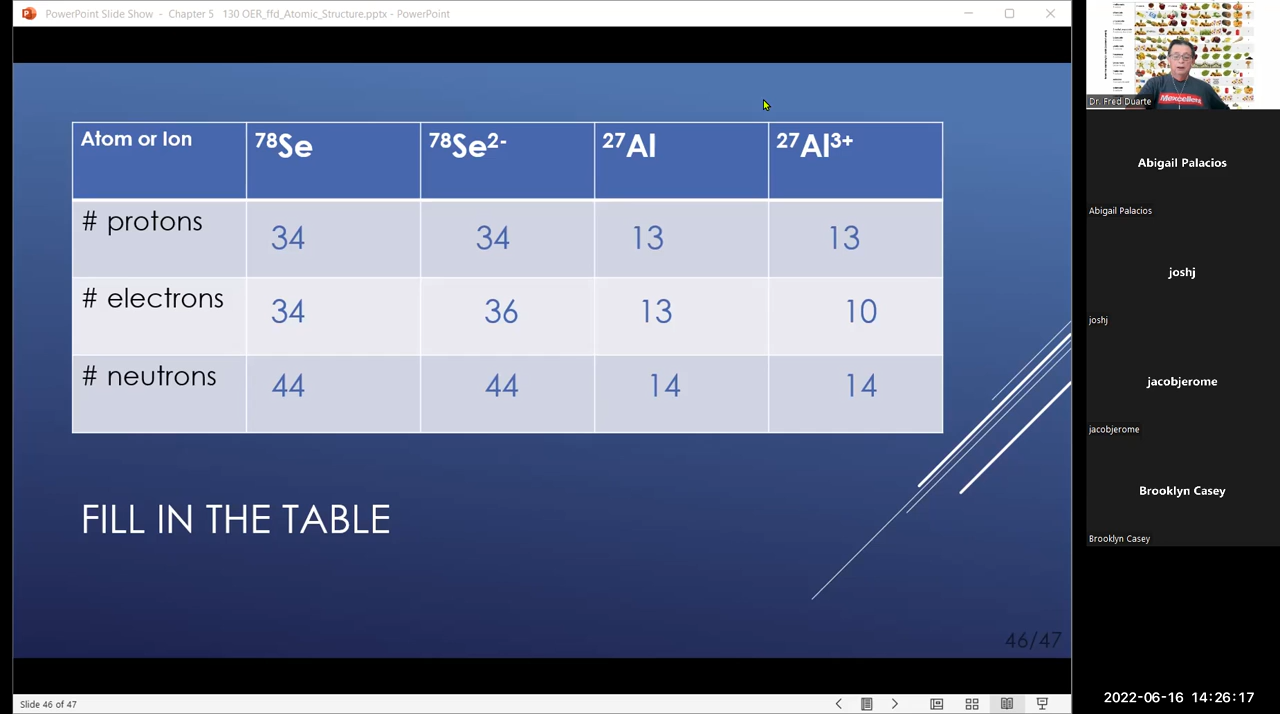 PowerPoint Slide Show - Chapter 5 130 OER_ffd_Atomic_Structure.pptx - PowerPoint
Atom or Ion 78Se 78Se2- 27Al 27Al3+
# protons 34 34 13 13
# electrons 34 36 13 10
# neutrons 44 44 14 14
FILL IN THE TABLE
46/47
Slide 46 of 47
Mexcellent
Dr. Fred Duarte
Abigail Palacios
Abigail Palacios
joshj
joshj
jacobjerome
jacobjerome
Brooklyn Casey
Brooklyn Casey
2022-06-16 14:26:17